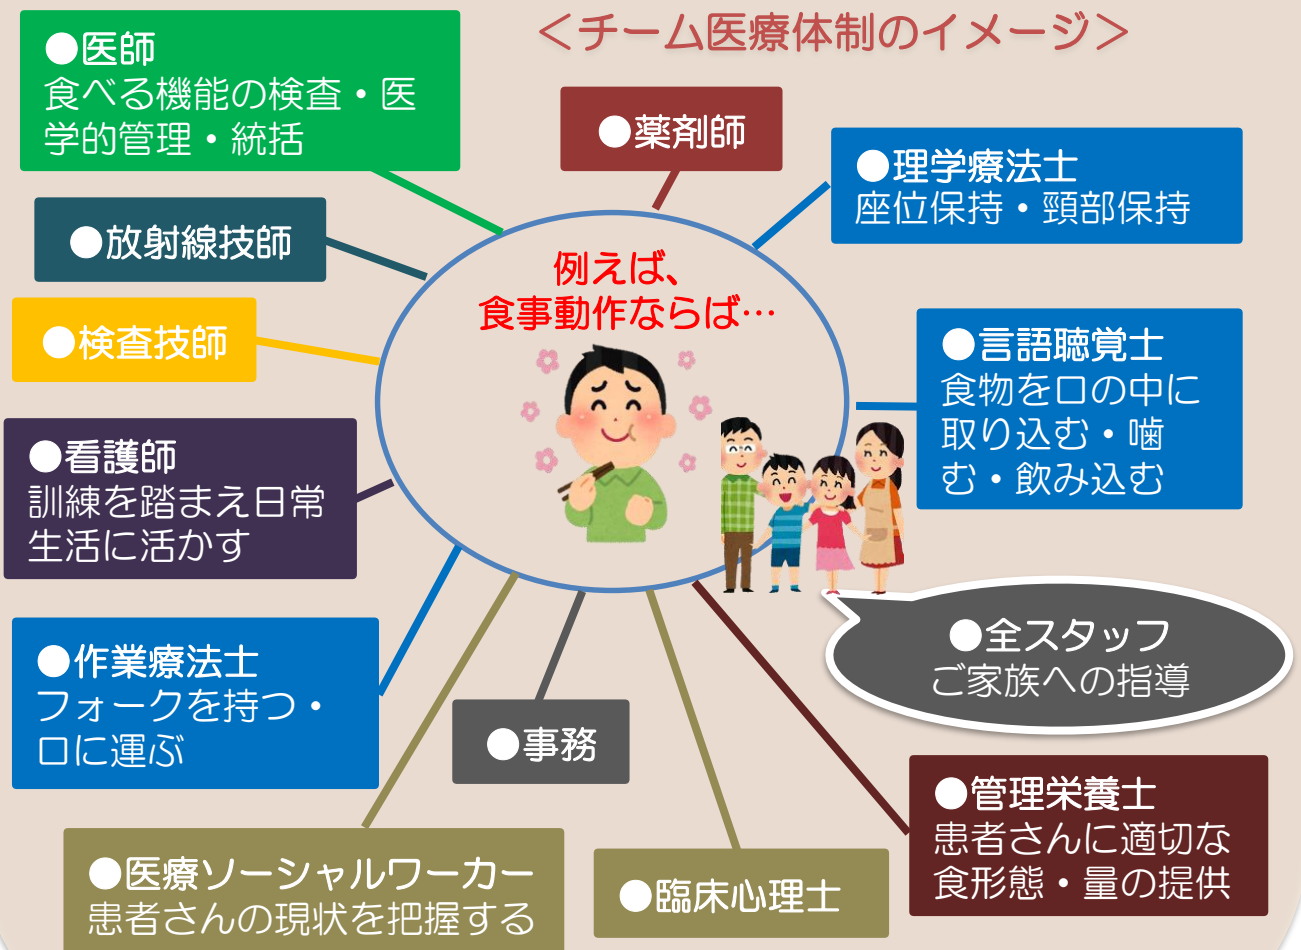 ＜チーム医療体制のイメージ＞
●医師
食べる機能の検査・医
学的管理・統括
●薬剤師
●理学療法士
座位保持・頸部保持
●放射線技師
例えば、
食事動作ならば…
●検査技師
●言語聴覚士
食物を口の中に
取り込む・噛
む・飲み込む
●看護師
訓練を踏まえ日常
生活に活かす
●全スタッフ
ご家族への指導
●作業療法士
フォークを持つ・
口に運ぶ
●事務
●管理栄養士
患者さんに適切な
食形態・量の提供
●医療ソーシャルワーカー
患者さんの現状を把握する
●臨床心理士